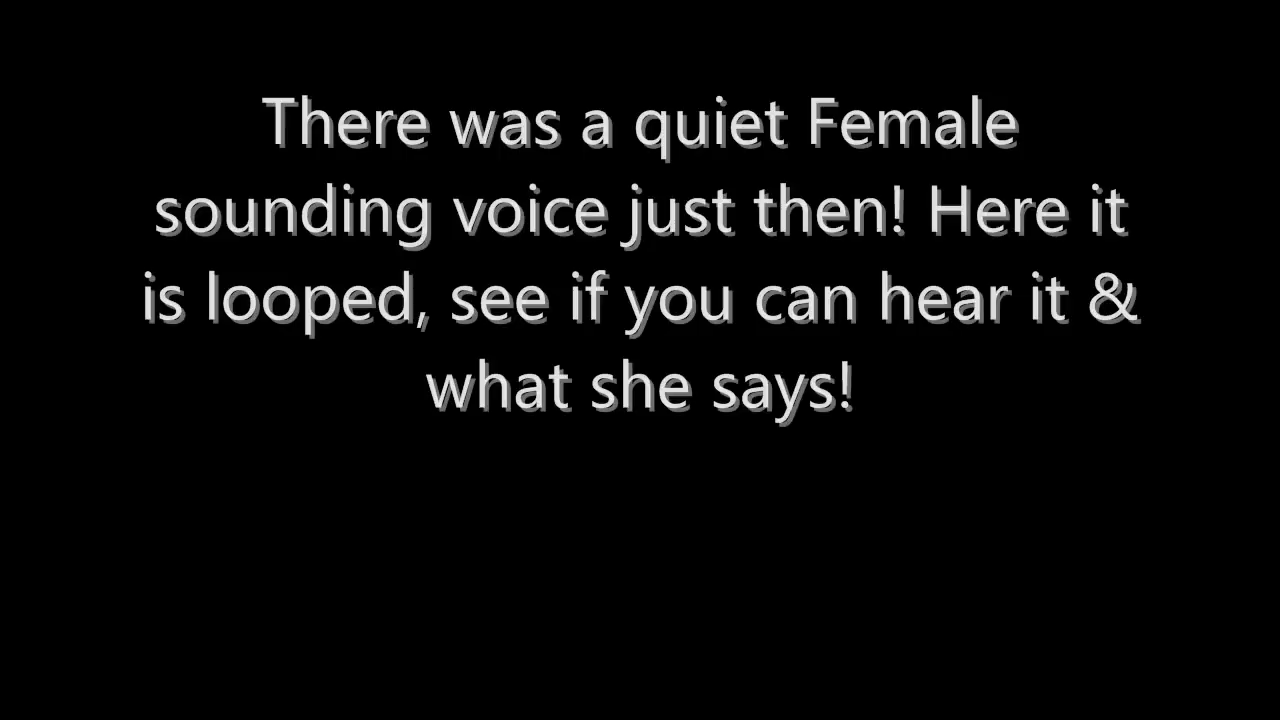 There was a quiet Female
sounding voice just then! Here it
is looped, see if you can hear it &
what she says!